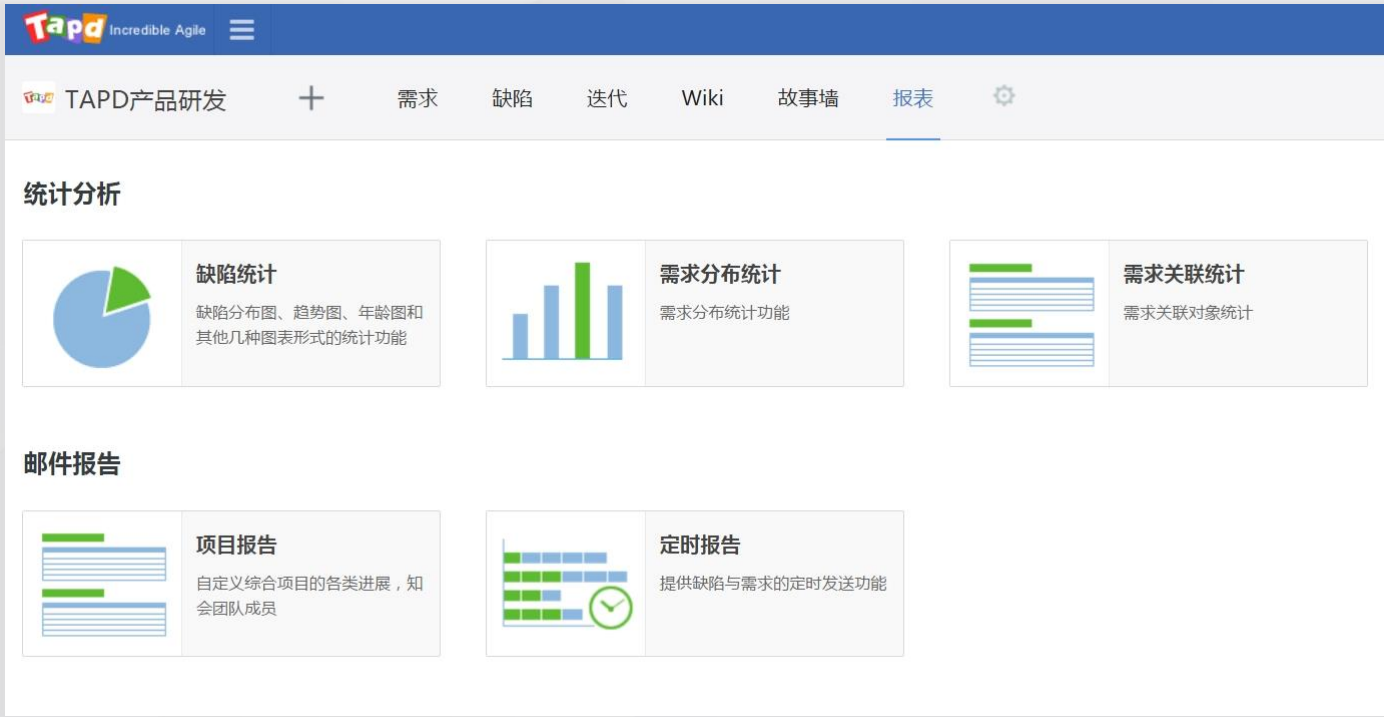 Tapd Incredible Agile
Tapd TAPD产品研发 需求 缺陷 迭代 Wiki 故事墙 报表
统计分析
缺陷统计
缺陷分布图、趋势图、年龄图和
其他几种图表形式的统计功能
需求分布统计
需求分布统计功能
需求关联统计
需求关联对象统计
邮件报告
项目报告
自定义综合项目的各类进展，知
会团队成员
定时报告
提供缺陷与需求的定时发送功能